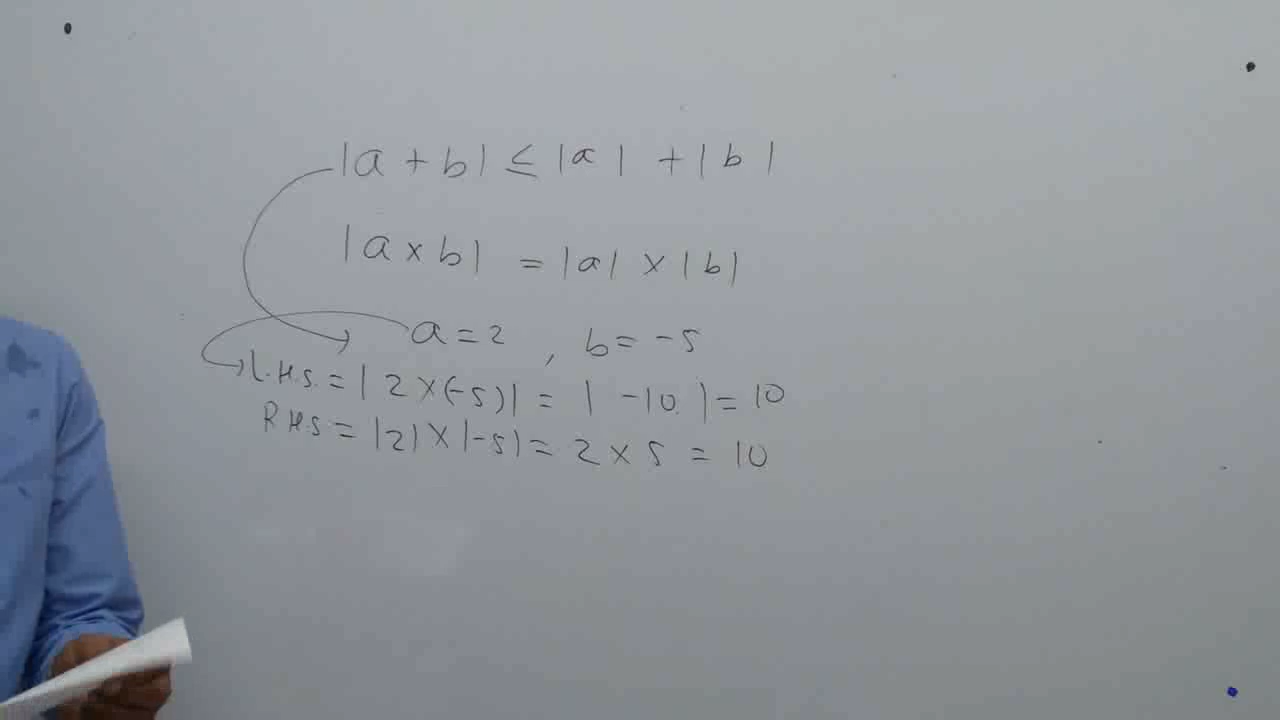 |a + b| ≤ |a| + |b|
|a × b| = |a| × |b|
a = 2 , b = -5
L.H.S. = | 2 × (-5) | = | -10 | = 10
R.H.S = |2| × |-5| = 2 × 5 = 10